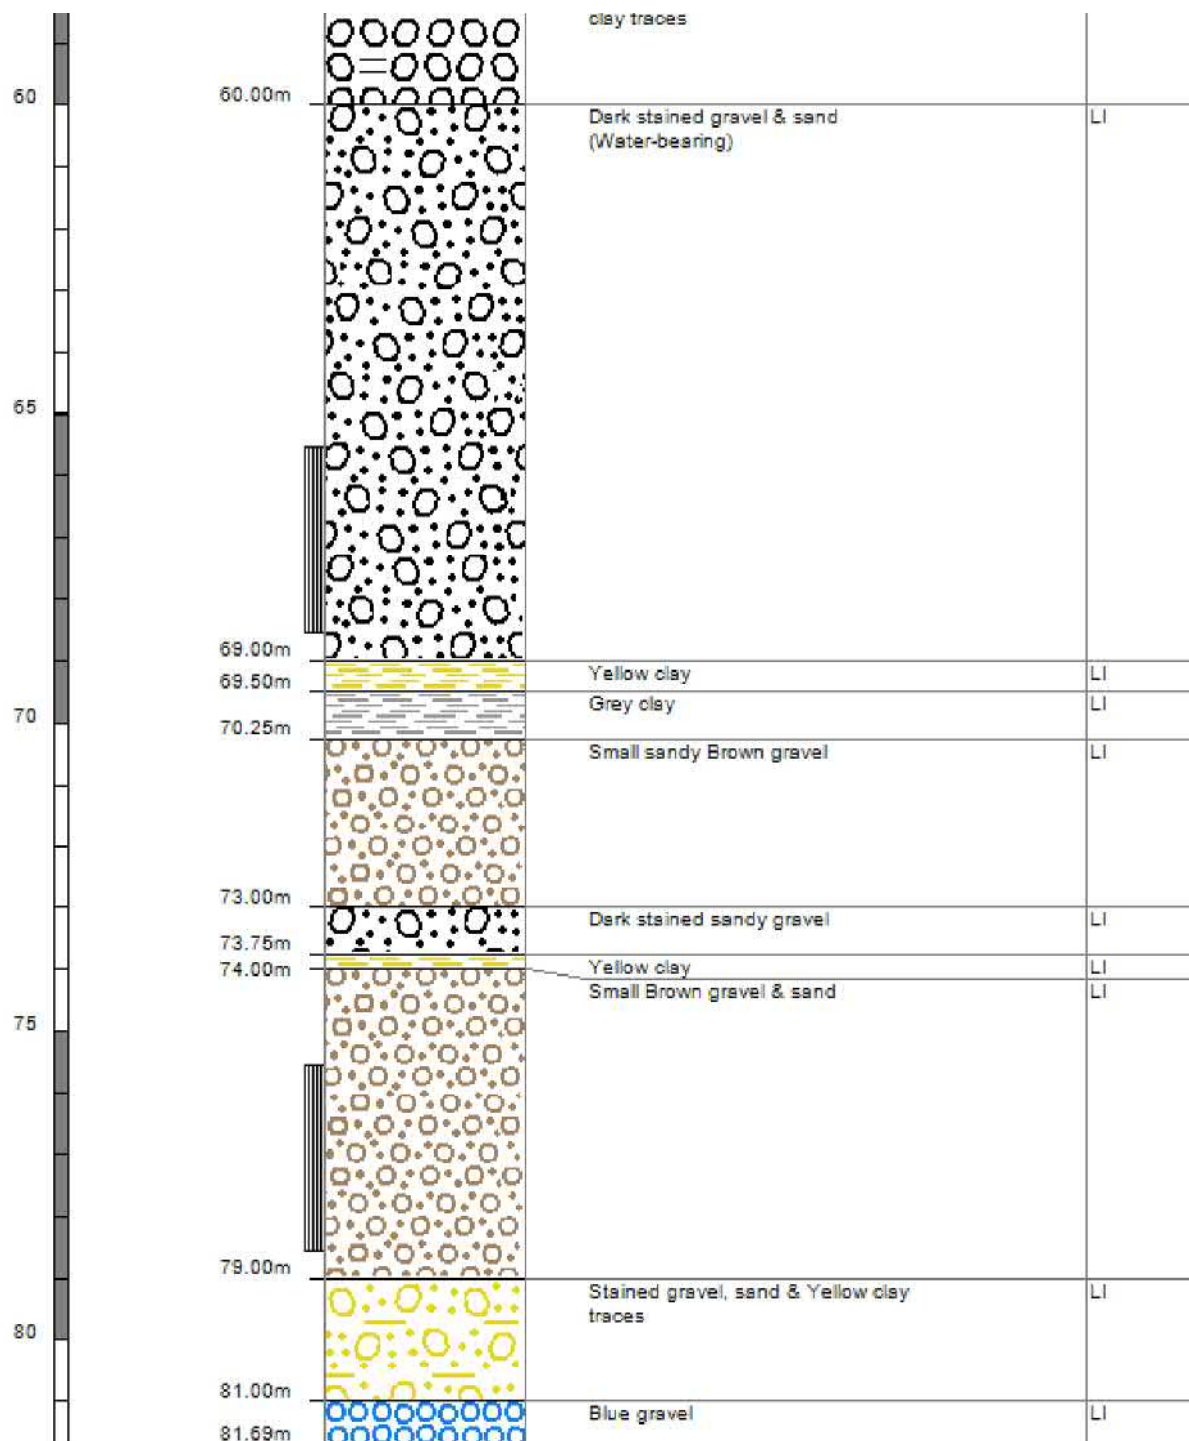 clay traces
60
60.00m
Dark stained gravel & sand
(Water-bearing)
LI
65
69.00m
Yellow clay
LI
69.50m
Grey clay
LI
70
70.25m
Small sandy Brown gravel
LI
73.00m
Dark stained sandy gravel
LI
73.75m
Yellow clay
LI
74.00m
Small Brown gravel & sand
LI
75
79.00m
Stained gravel, sand & Yellow clay
traces
LI
80
81.00m
Blue gravel
LI
81.69m